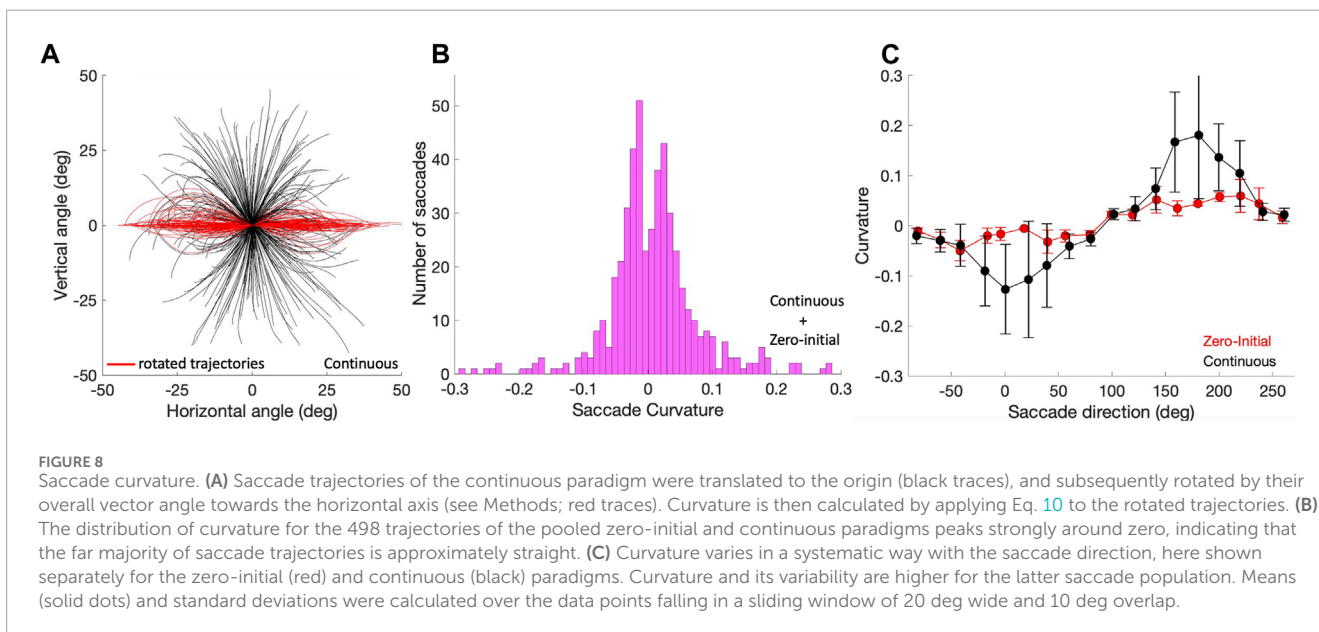 A
50
25
0
-25
-50
Vertical angle (deg)
rotated trajectories
Continuous
-50
-25
0
25
50
Horizontal angle (deg)
B
50
40
30
20
10
0
Number of saccades
Continuous
+
Zero-initial
-0.3
-0.2
-0.1
0
0.1
0.2
0.3
Saccade Curvature
C
0.3
0.2
0.1
0
-0.1
-0.2
-0.3
Curvature
Zero-Initial
Continuous
-50
0
50
100
150
200
250
Saccade direction (deg)
FIGURE 8
Saccade curvature. (A) Saccade trajectories of the continuous paradigm were translated to the origin (black traces), and subsequently rotated by their
overall vector angle towards the horizontal axis (see Methods; red traces). Curvature is then calculated by applying Eq. 10 to the rotated trajectories. (B)
The distribution of curvature for the 498 trajectories of the pooled zero-initial and continuous paradigms peaks strongly around zero, indicating that
the far majority of saccade trajectories is approximately straight. (C) Curvature varies in a systematic way with the saccade direction, here shown
separately for the zero-initial (red) and continuous (black) paradigms. Curvature and its variability are higher for the latter saccade population. Means
(solid dots) and standard deviations were calculated over the data points falling in a sliding window of 20 deg wide and 10 deg overlap.